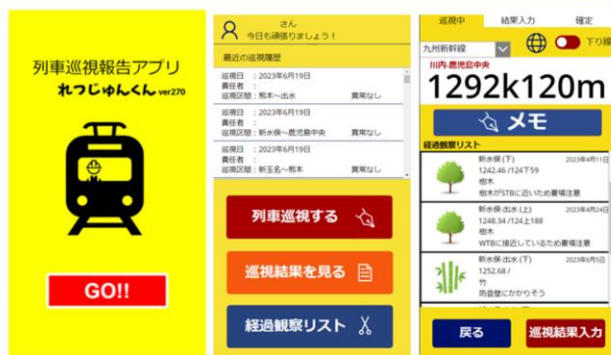 列車巡視報告アプリ
れつじゅんくん ver270
GO!!
さん
今日も頑張りましょう！
最近の巡視履歴
巡視日 ：2023年6月19日
責任者 ：
巡視区間：熊本～出水 異常なし
巡視日 ：2023年6月19日
責任者 ：
巡視区間：新水俣～鹿児島中央 異常なし
巡視日 ：2023年6月19日
責任者 ：
巡視区間：新玉名～熊本 異常なし
列車巡視する
巡視結果を見る
経過観察リスト
巡視中 結果入力 確定
九州新幹線 下り線
川内-鹿児島中央
1292k120m
メモ
経過観察リスト
新水俣 (下) 2023年4月11日
1242.46 /124下59
樹木
樹木がSTBに近いため要場注意
新水俣-出水 (上) 2023年4月24日
1248.34 /124上188
樹木
WTBに接近しているため要場注意
新水俣-出水 (下) 2023年6月5日
1252.68 /
竹
防音壁にかかりそう
戻る
巡視結果入力